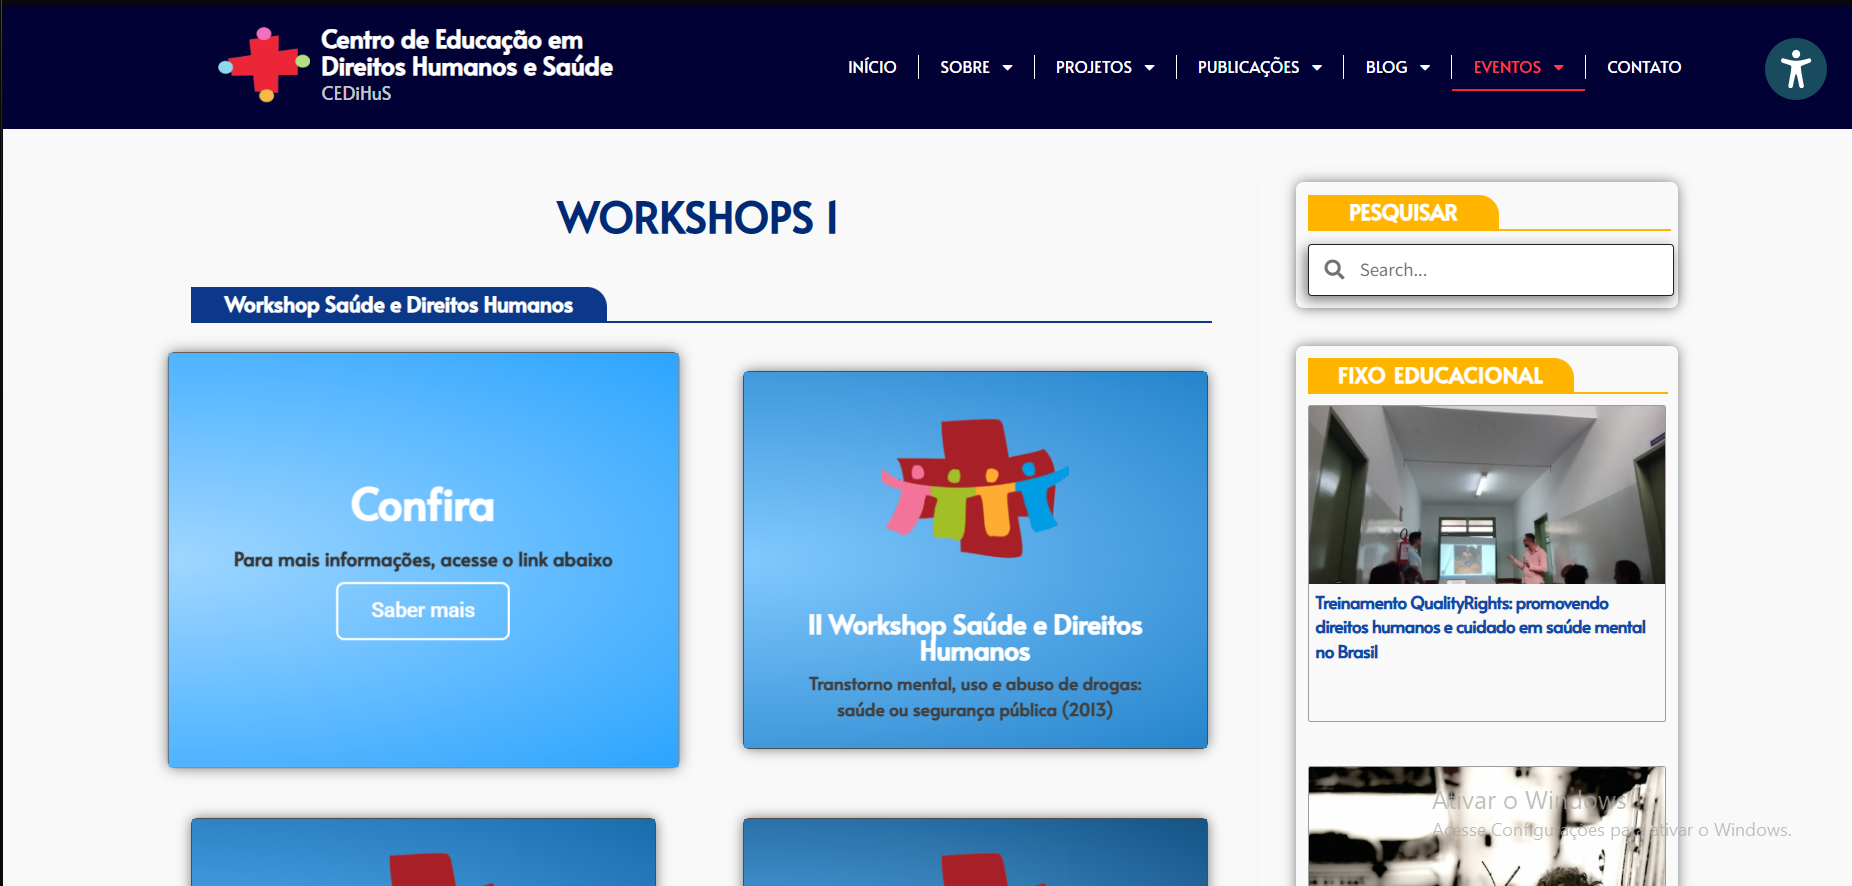 Centro de Educação em
Direitos Humanos e Saúde
CEDiHuS
INÍCIO
SOBRE
PROJETOS
PUBLICAÇÕES
BLOG
EVENTOS
CONTATO
WORKSHOPS 1
Workshop Saúde e Direitos Humanos
Confira
Para mais informações, acesse o link abaixo
Saber mais
II Workshop Saúde e Direitos
Humanos
Transtorno mental, uso e abuso de drogas:
saúde ou segurança pública (2013)
PESQUISAR
Search...
FIXO EDUCACIONAL
Treinamento QualityRights: promovendo
direitos humanos e cuidado em saúde mental
no Brasil
Ativar o Windows
Acesse Configurações para ativar o Windows.